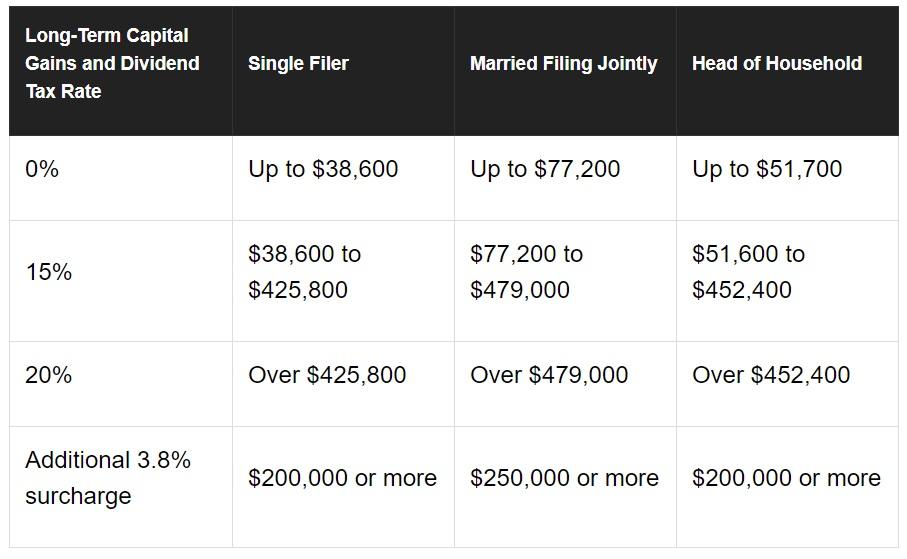 Long-Term Capital
Gains and Dividend
Tax Rate
Single Filer
Married Filing Jointly
Head of Household
0%
Up to $38,600
Up to $77,200
Up to $51,700
15%
$38,600 to
$425,800
$77,200 to
$479,000
$51,600 to
$452,400
20%
Over $425,800
Over $479,000
Over $452,400
Additional 3.8%
surcharge
$200,000 or more
$250,000 or more
$200,000 or more